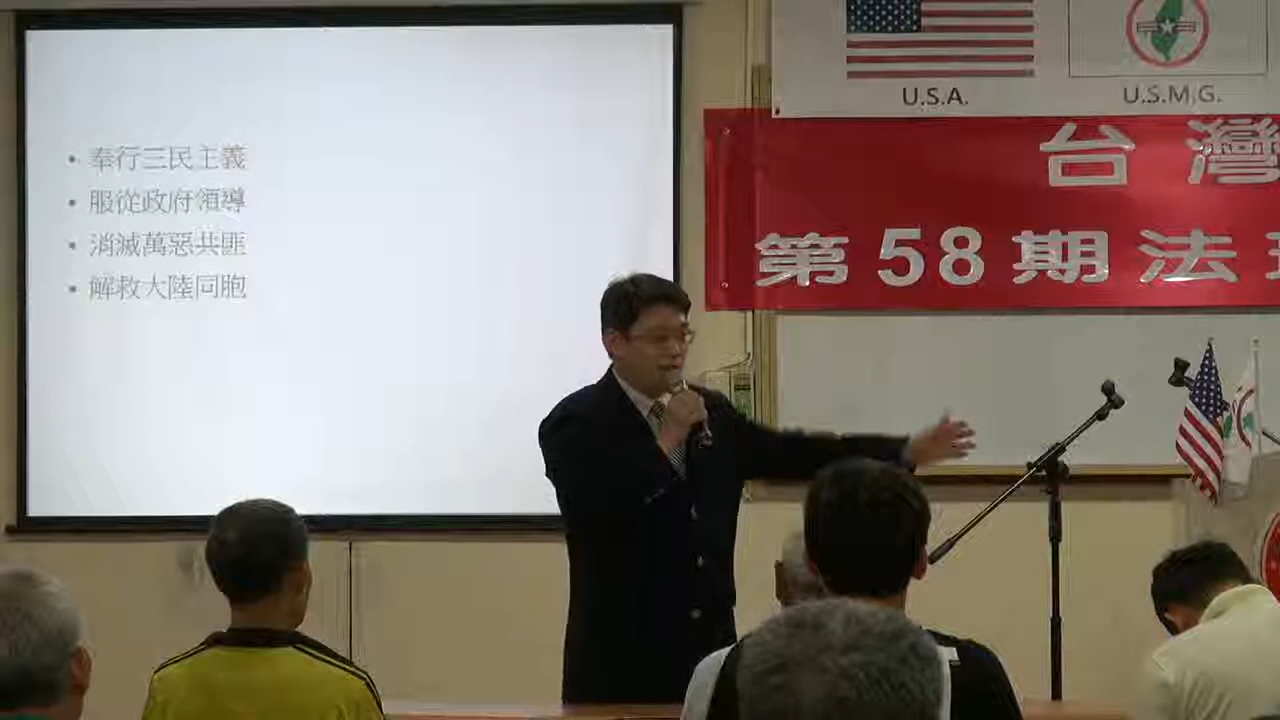 • 奉行三民主義
• 服從政府領導
• 消滅萬惡共匪
• 解救大陸同胞
U.S.A.
U.S.M.G.
台灣
第58期法